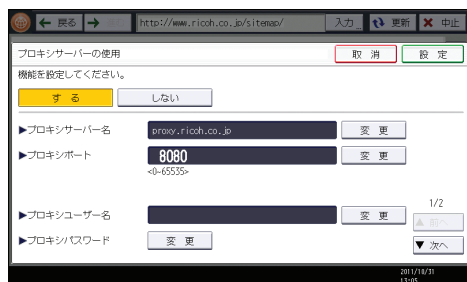 ← 戻る →
http://www.ricoh.co.jp/sitemap/
入力 更新 中止
プロキシサーバーの使用 取 消 設 定
機能を設定してください。
す る しない
▶プロキシサーバー名 proxy.ricoh.co.jp 変 更
▶プロキシポート 8080 変 更
<0~65535>
1/2
▶プロキシユーザー名 変 更 ▲ 前へ
▶プロキシパスワード 変 更 ▼ 次へ
2011/10/31
13:05